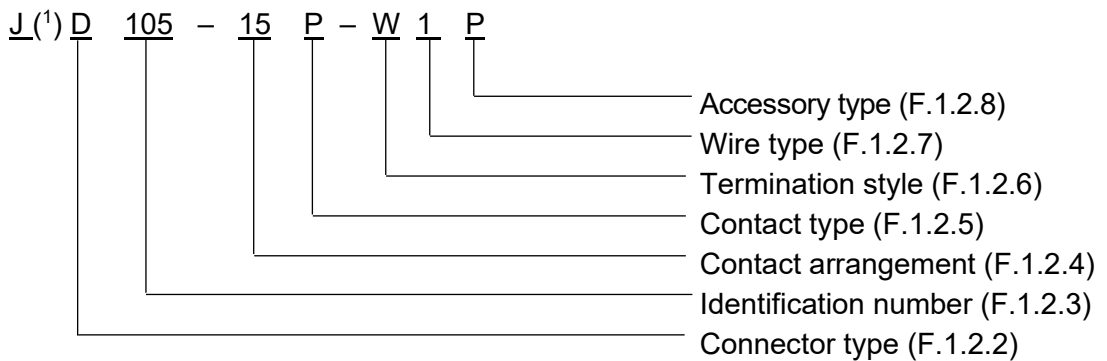 J (1) D 105 – 15 P – W 1 P
Accessory type (F.1.2.8)
Wire type (F.1.2.7)
Termination style (F.1.2.6)
Contact type (F.1.2.5)
Contact arrangement (F.1.2.4)
Identification number (F.1.2.3)
Connector type (F.1.2.2)